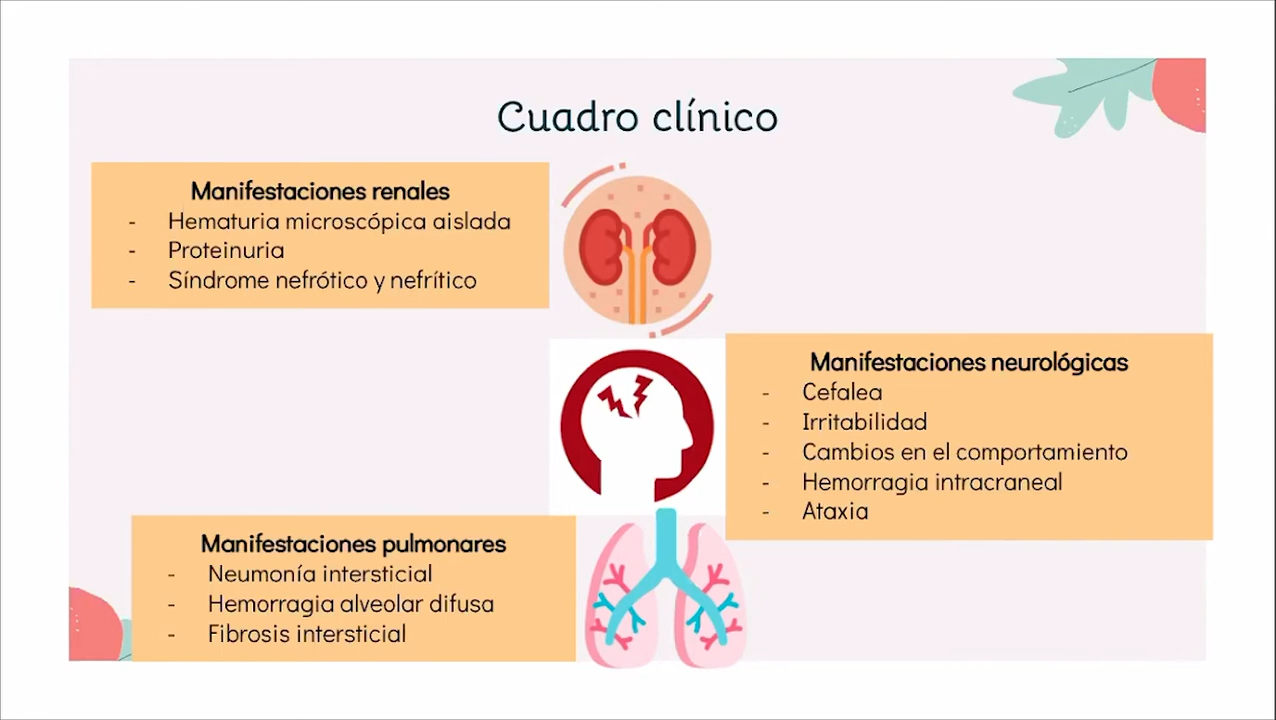 Cuadro clínico
Manifestaciones renales
- Hematuria microscópica aislada
- Proteinuria
- Síndrome nefrótico y nefrítico
Manifestaciones neurológicas
- Cefalea
- Irritabilidad
- Cambios en el comportamiento
- Hemorragia intracraneal
- Ataxia
Manifestaciones pulmonares
- Neumonía intersticial
- Hemorragia alveolar difusa
- Fibrosis intersticial